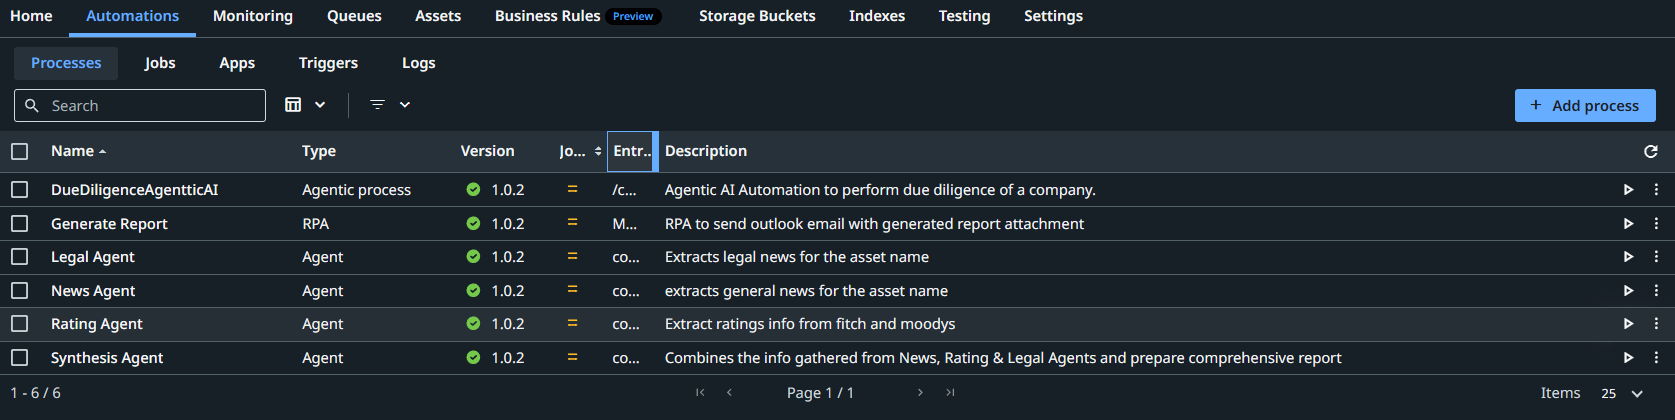 Home Automations Monitoring Queues Assets Business Rules Preview Storage Buckets Indexes Testing Settings
Processes Jobs Apps Triggers Logs
Search
+ Add process
Name Type Version Jo... Entr... Description
DueDiligenceAgentticAI Agentic process 1.0.2 /c... Agentic AI Automation to perform due diligence of a company.
Generate Report RPA 1.0.2 M... RPA to send outlook email with generated report attachment
Legal Agent Agent 1.0.2 co... Extracts legal news for the asset name
News Agent Agent 1.0.2 co... extracts general news for the asset name
Rating Agent Agent 1.0.2 co... Extract ratings info from fitch and moodys
Synthesis Agent Agent 1.0.2 co... Combines the info gathered from News, Rating & Legal Agents and prepare comprehensive report
1 - 6 / 6 Page 1 / 1 Items 25